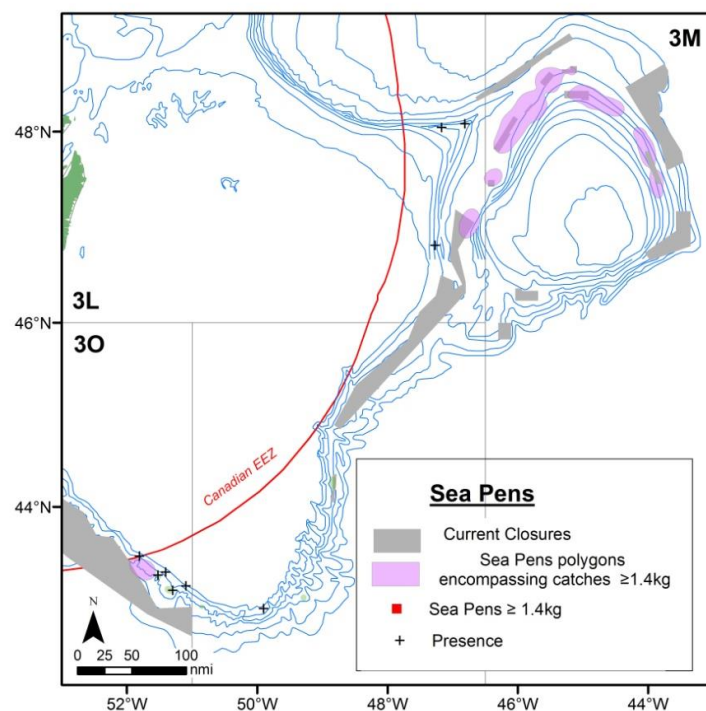 3M
48°N
3L
46°N
3O
Canadian EEZ
44°N
Sea Pens
Current Closures
Sea Pens polygons
encompassing catches ≥1.4kg
Sea Pens ≥ 1.4kg
Presence
N
0 25 50 100
nmi
52°W 50°W 48°W 46°W 44°W